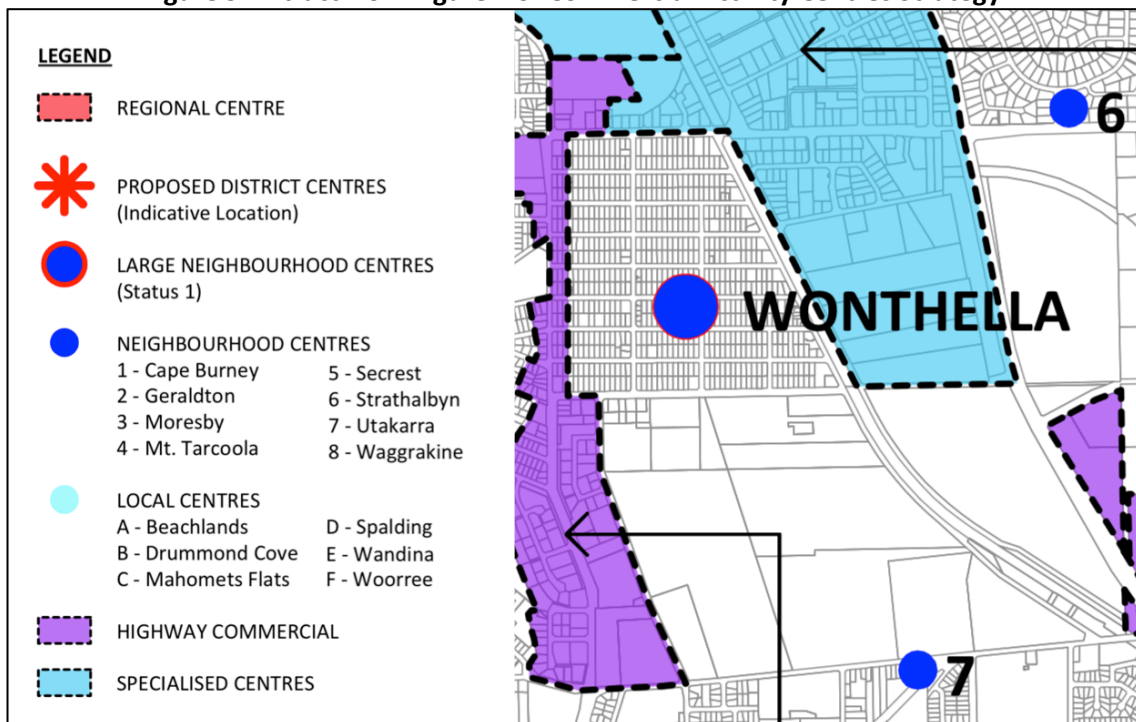 LEGEND
REGIONAL CENTRE
PROPOSED DISTRICT CENTRES
(Indicative Location)
LARGE NEIGHBOURHOOD CENTRES
(Status 1)
NEIGHBOURHOOD CENTRES
1 - Cape Burney
2 - Geraldton
3 - Moresby
4 - Mt. Tarcoola
5 - Secrest
6 - Strathalbyn
7 - Utakarra
8 - Waggrakine
LOCAL CENTRES
A - Beachlands
B - Drummond Cove
C - Mahomets Flats
D - Spalding
E - Wandina
F - Woorree
HIGHWAY COMMERCIAL
SPECIALISED CENTRES
6
WONTHELLA
7